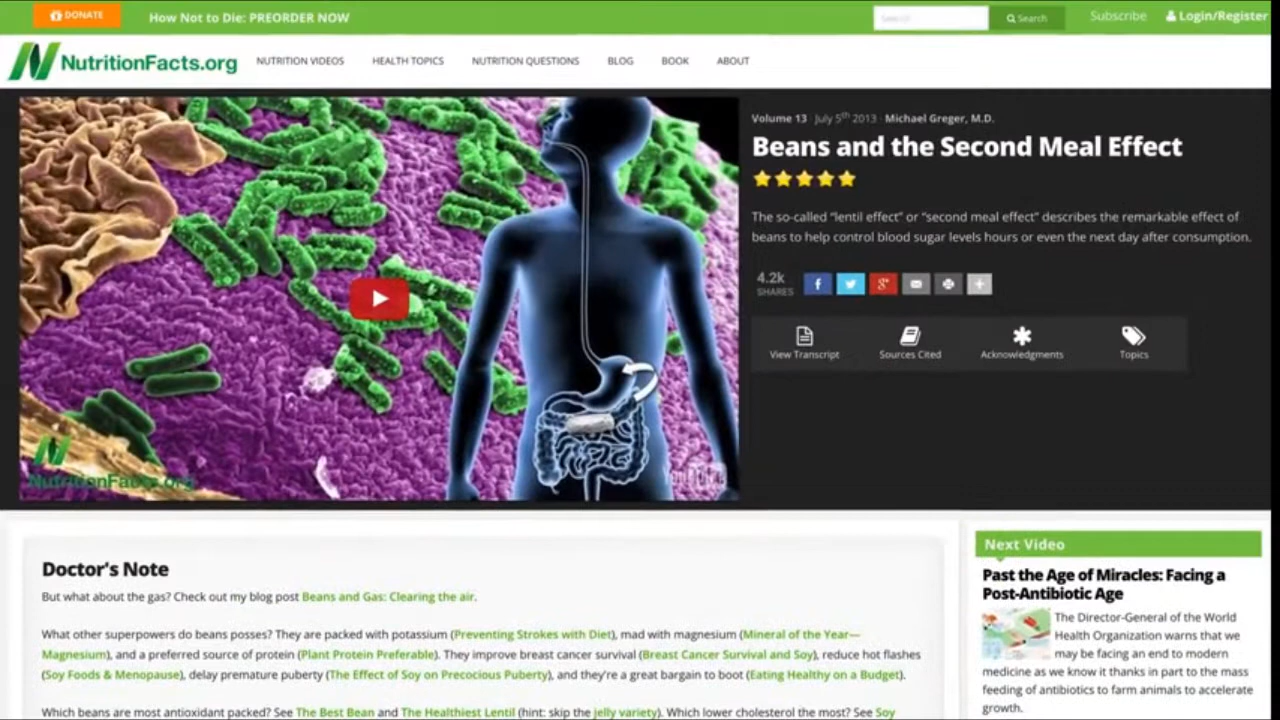 DONATE
How Not to Die: PREORDER NOW
Search
Subscribe
Login/Register
NutritionFacts.org
NUTRITION VIDEOS
HEALTH TOPICS
NUTRITION QUESTIONS
BLOG
BOOK
ABOUT
Volume 13 · July 5th 2013 · Michael Greger, M.D.
Beans and the Second Meal Effect
The so-called “lentil effect” or “second meal effect” describes the remarkable effect of
beans to help control blood sugar levels hours or even the next day after consumption.
4.2k
SHARES
View Transcript
Sources Cited
Acknowledgments
Topics
NutritionFacts.org
Doctor's Note
But what about the gas? Check out my blog post Beans and Gas: Clearing the air.
What other superpowers do beans posses? They are packed with potassium (Preventing Strokes with Diet), mad with magnesium (Mineral of the Year—
Magnesium), and a preferred source of protein (Plant Protein Preferable). They improve breast cancer survival (Breast Cancer Survival and Soy), reduce hot flashes
(Soy Foods & Menopause), delay premature puberty (The Effect of Soy on Precocious Puberty), and they're a great bargain to boot (Eating Healthy on a Budget).
Which beans are most antioxidant packed? See The Best Bean and The Healthiest Lentil (hint: skip the jelly variety). Which lower cholesterol the most? See Soy
Next Video
Past the Age of Miracles: Facing a
Post-Antibiotic Age
The Director-General of the World
Health Organization warns that we
may be facing an end to modern
medicine as we know it thanks in part to the mass
feeding of antibiotics to farm animals to accelerate
growth.